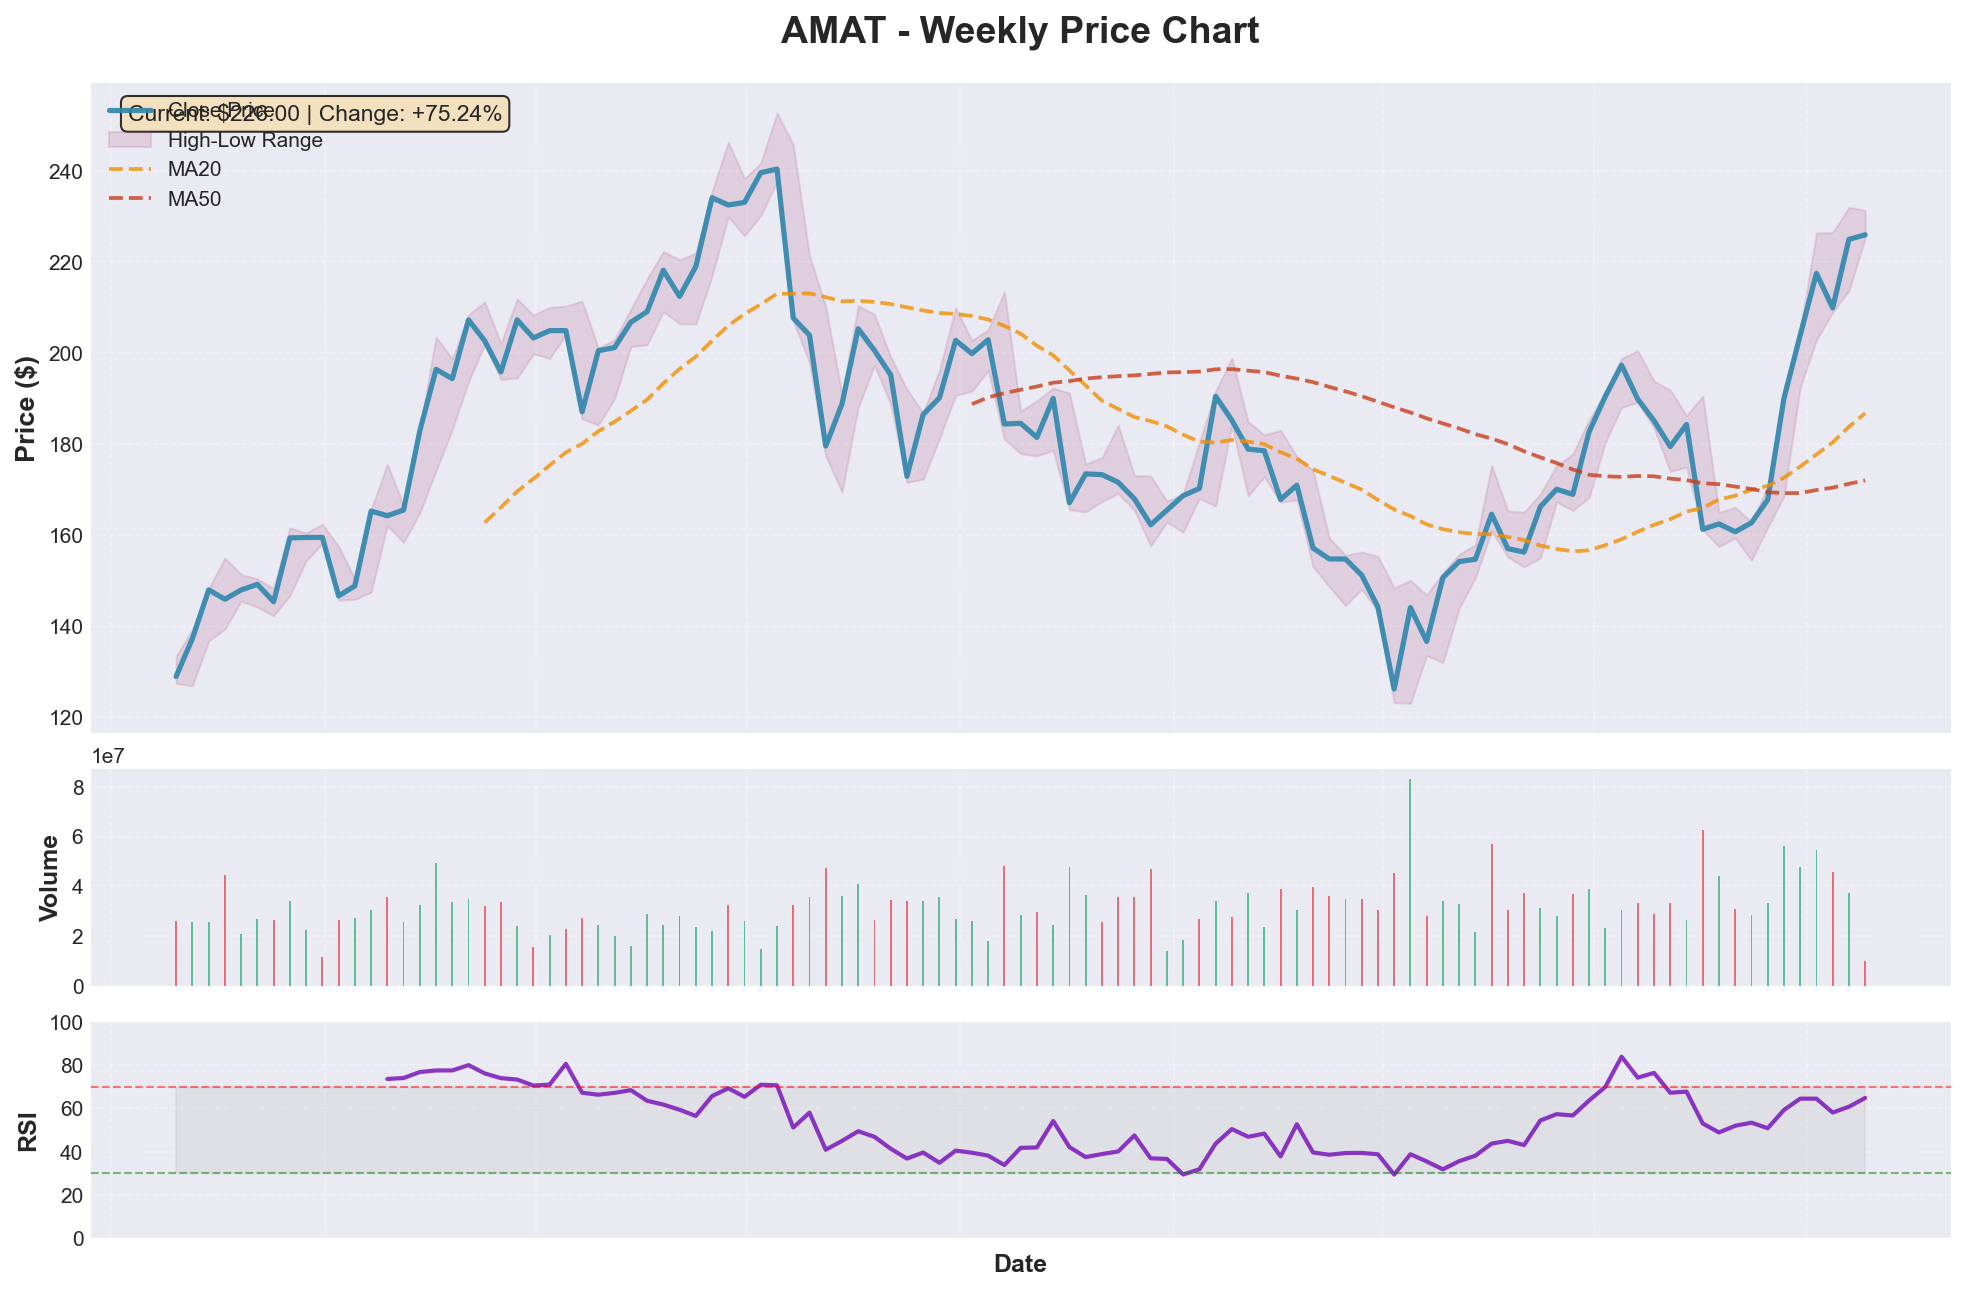 AMAT - Weekly Price Chart
Current: $226.00 | Change: +75.24%
Close Price
High-Low Range
MA20
MA50
Price ($)
240
220
200
180
160
140
120
1e7
Volume
8
6
4
2
0
RSI
100
80
60
40
20
0
Date